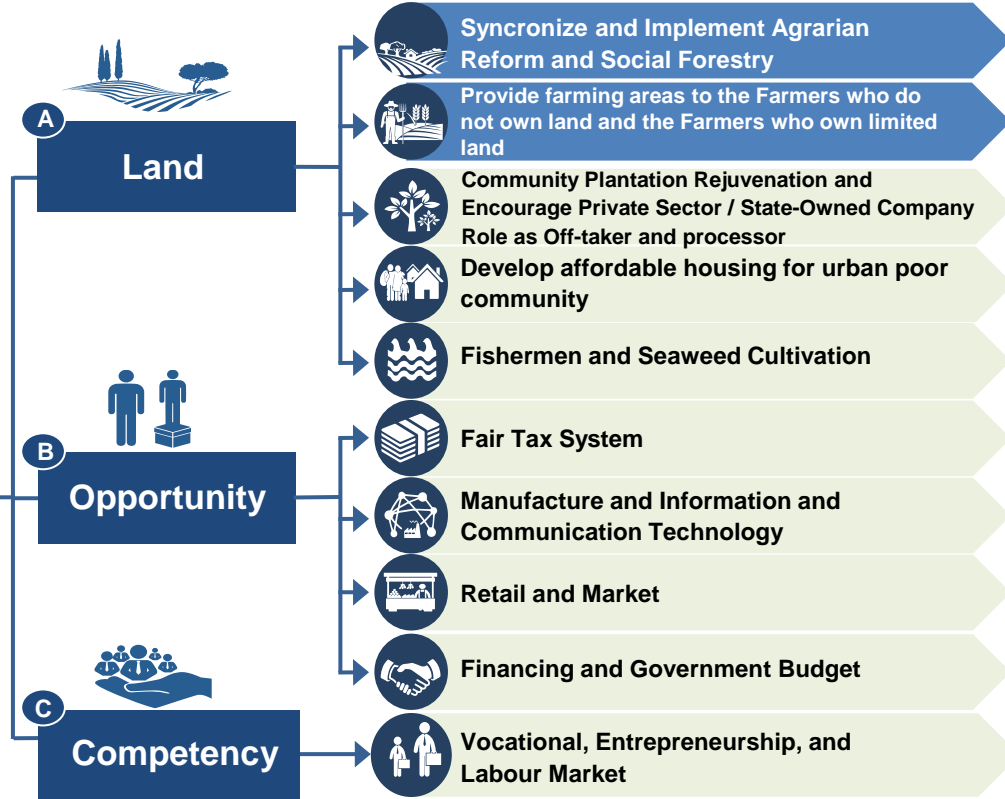 A
Land
Syncronize and Implement Agrarian
Reform and Social Forestry
Provide farming areas to the Farmers who do
not own land and the Farmers who own limited
land
Community Plantation Rejuvenation and
Encourage Private Sector / State-Owned Company
Role as Off-taker and processor
Develop affordable housing for urban poor
community
Fishermen and Seaweed Cultivation
B
Opportunity
Fair Tax System
Manufacture and Information and
Communication Technology
Retail and Market
Financing and Government Budget
C
Competency
Vocational, Entrepreneurship, and
Labour Market